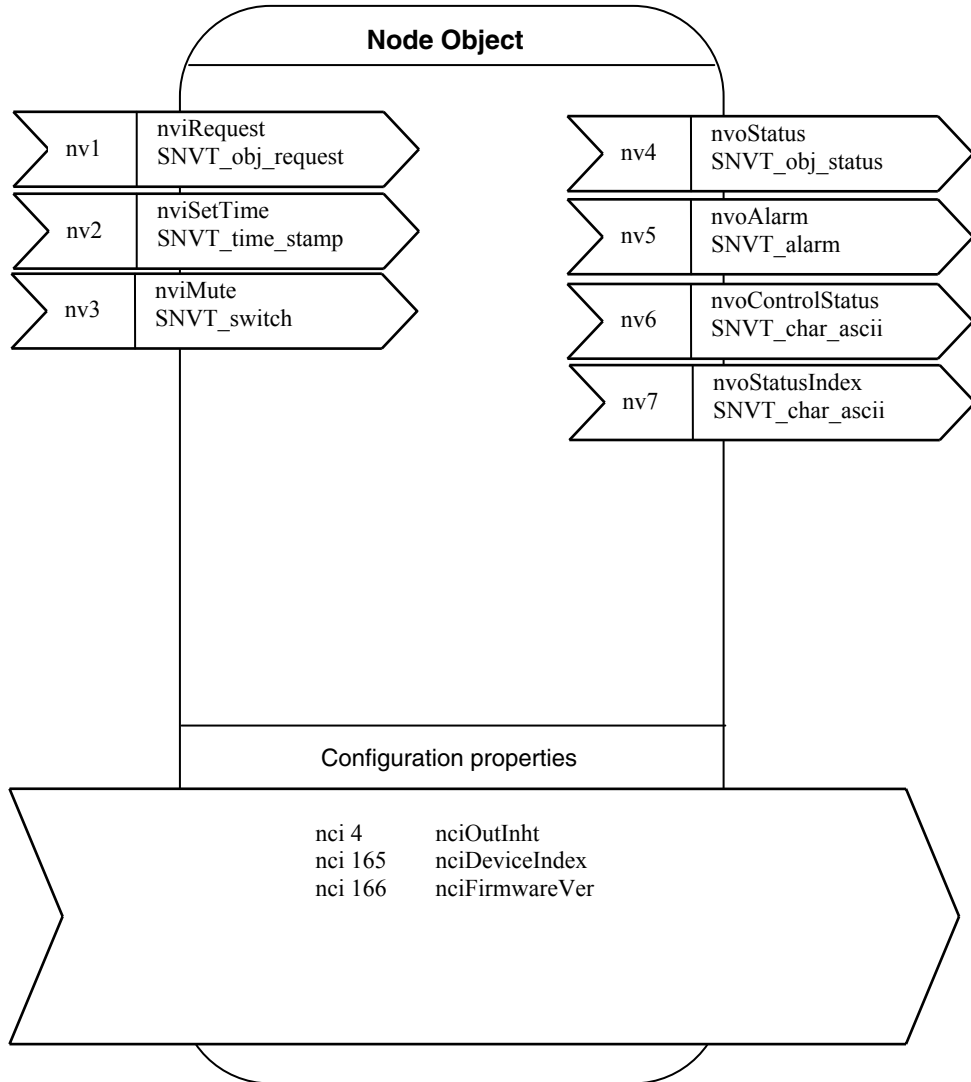 Node Object
nv1
nviRequest
SNVT_obj_request
nv2
nviSetTime
SNVT_time_stamp
nv3
nviMute
SNVT_switch
nv4
nvoStatus
SNVT_obj_status
nv5
nvoAlarm
SNVT_alarm
nv6
nvoControlStatus
SNVT_char_ascii
nv7
nvoStatusIndex
SNVT_char_ascii
Configuration properties
nci 4 nciOutInht
nci 165 nciDeviceIndex
nci 166 nciFirmwareVer